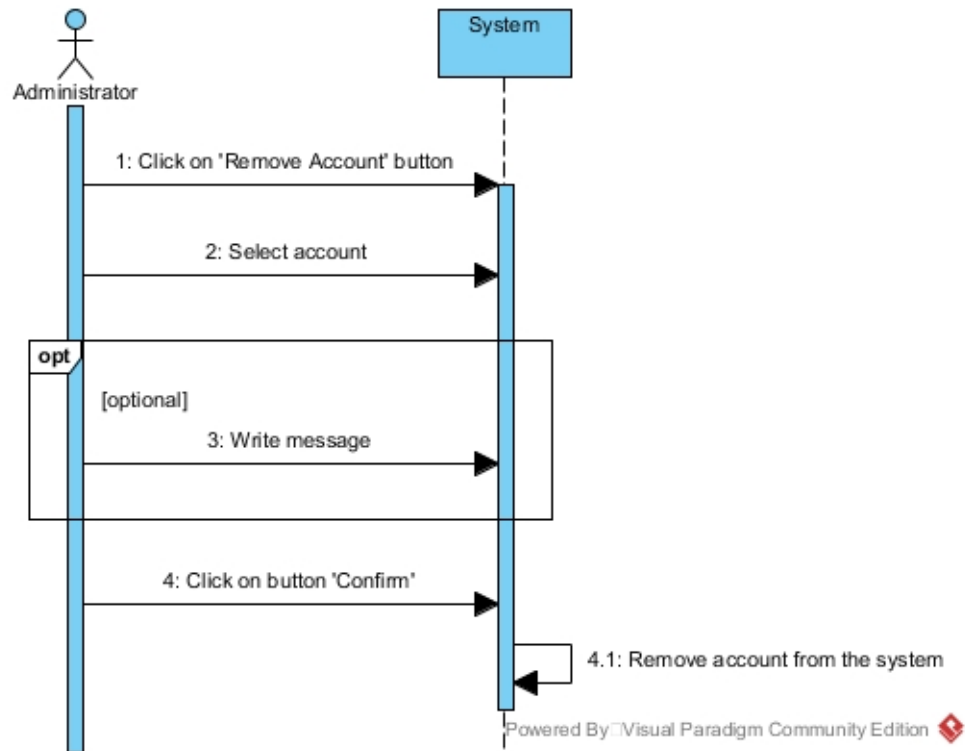 System
Administrator
1: Click on 'Remove Account' button
2: Select account
opt
[optional]
3: Write message
4: Click on button 'Confirm'
4.1: Remove account from the system
Powered By Visual Paradigm Community Edition